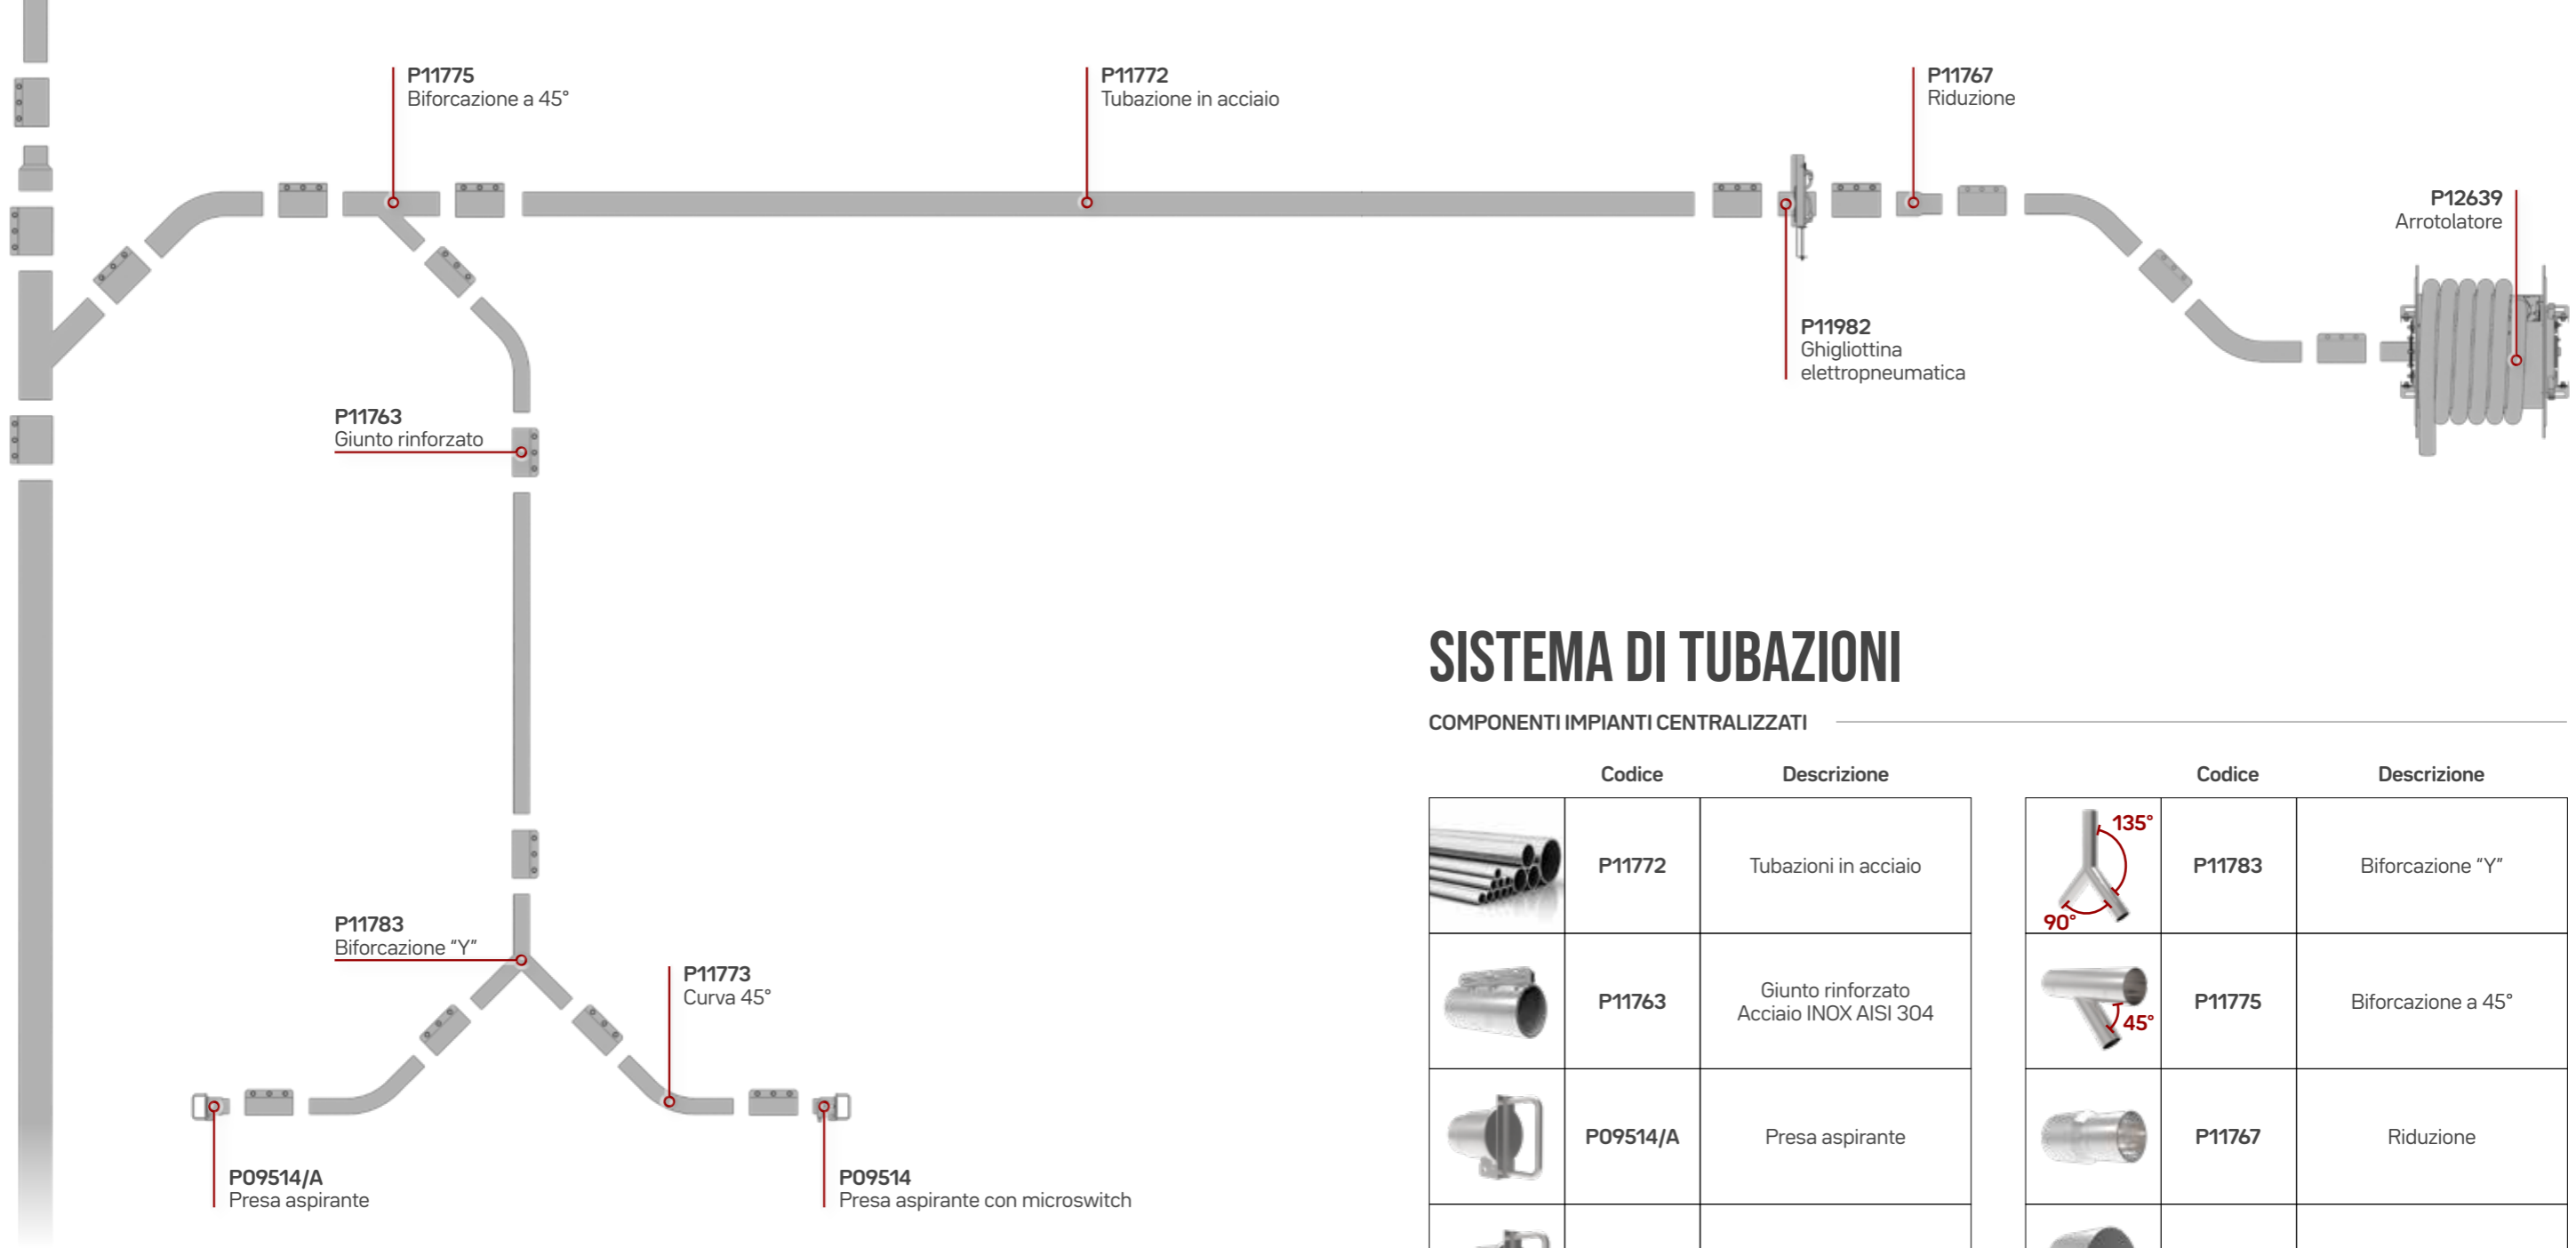 P11775
Biforcazione a 45°
P11772
Tubazione in acciaio
P11767
Riduzione
P12639
Arrotolatore
P11982
Ghigliottina
elettropneumatica
P11763
Giunto rinforzato
P11783
Biforcazione “Y”
P11773
Curva 45°
P09514/A
Presa aspirante
P09514
Presa aspirante con microswitch
SISTEMA DI TUBAZIONI
COMPONENTI IMPIANTI CENTRALIZZATI
Codice Descrizione
P11772 Tubazioni in acciaio
P11763 Giunto rinforzato
Acciaio INOX AISI 304
P09514/A Presa aspirante
Codice Descrizione
135°
90°
P11783 Biforcazione “Y”
45°
P11775 Biforcazione a 45°
P11767 Riduzione